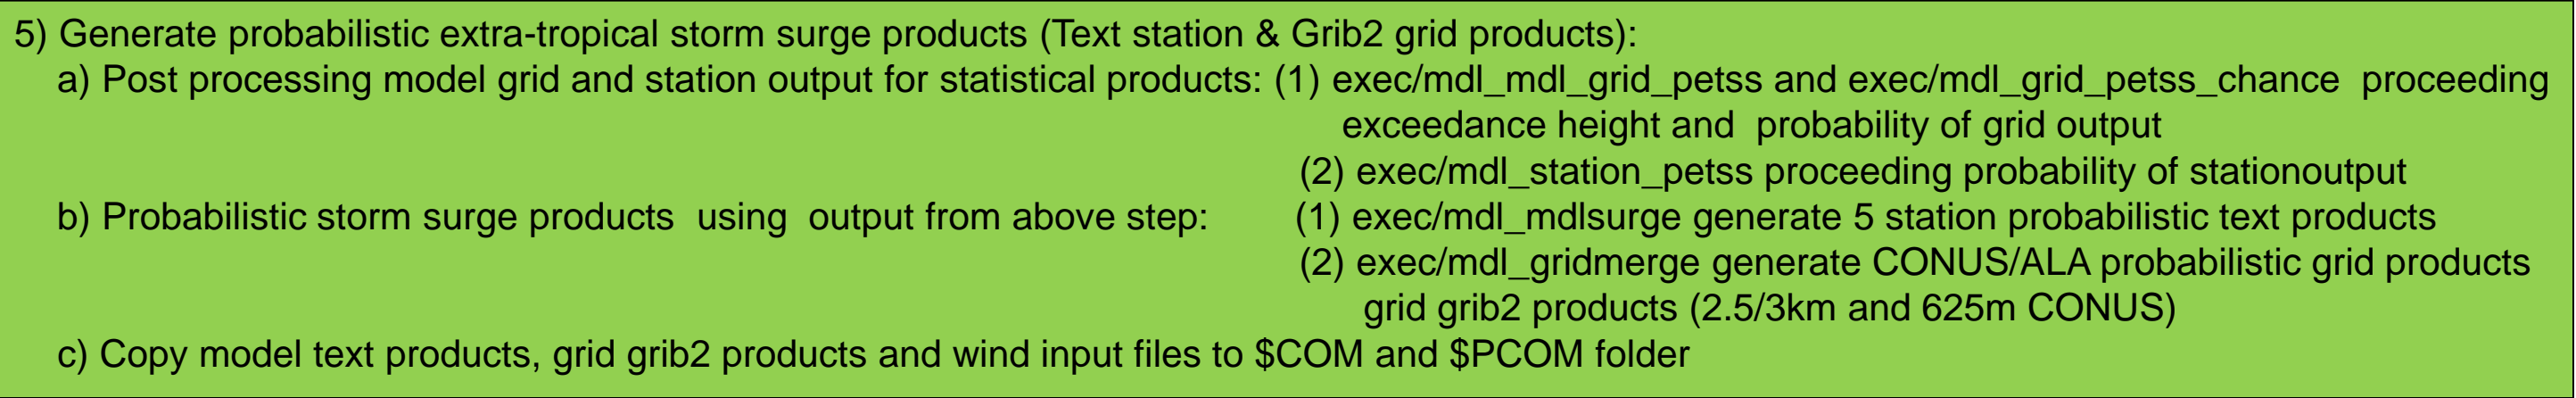 5) Generate probabilistic extra-tropical storm surge products (Text station & Grib2 grid products):
a) Post processing model grid and station output for statistical products: (1) exec/mdl_mdl_grid_petss and exec/mdl_grid_petss_chance  proceeding
exceedance height and  probability of grid output
(2) exec/mdl_station_petss proceeding probability of stationoutput
b) Probabilistic storm surge products  using  output from above step: (1) exec/mdl_mdlsurge generate 5 station probabilistic text products
(2) exec/mdl_gridmerge generate CONUS/ALA probabilistic grid products
grid grib2 products (2.5/3km and 625m CONUS)
c) Copy model text products, grid grib2 products and wind input files to $COM and $PCOM folder